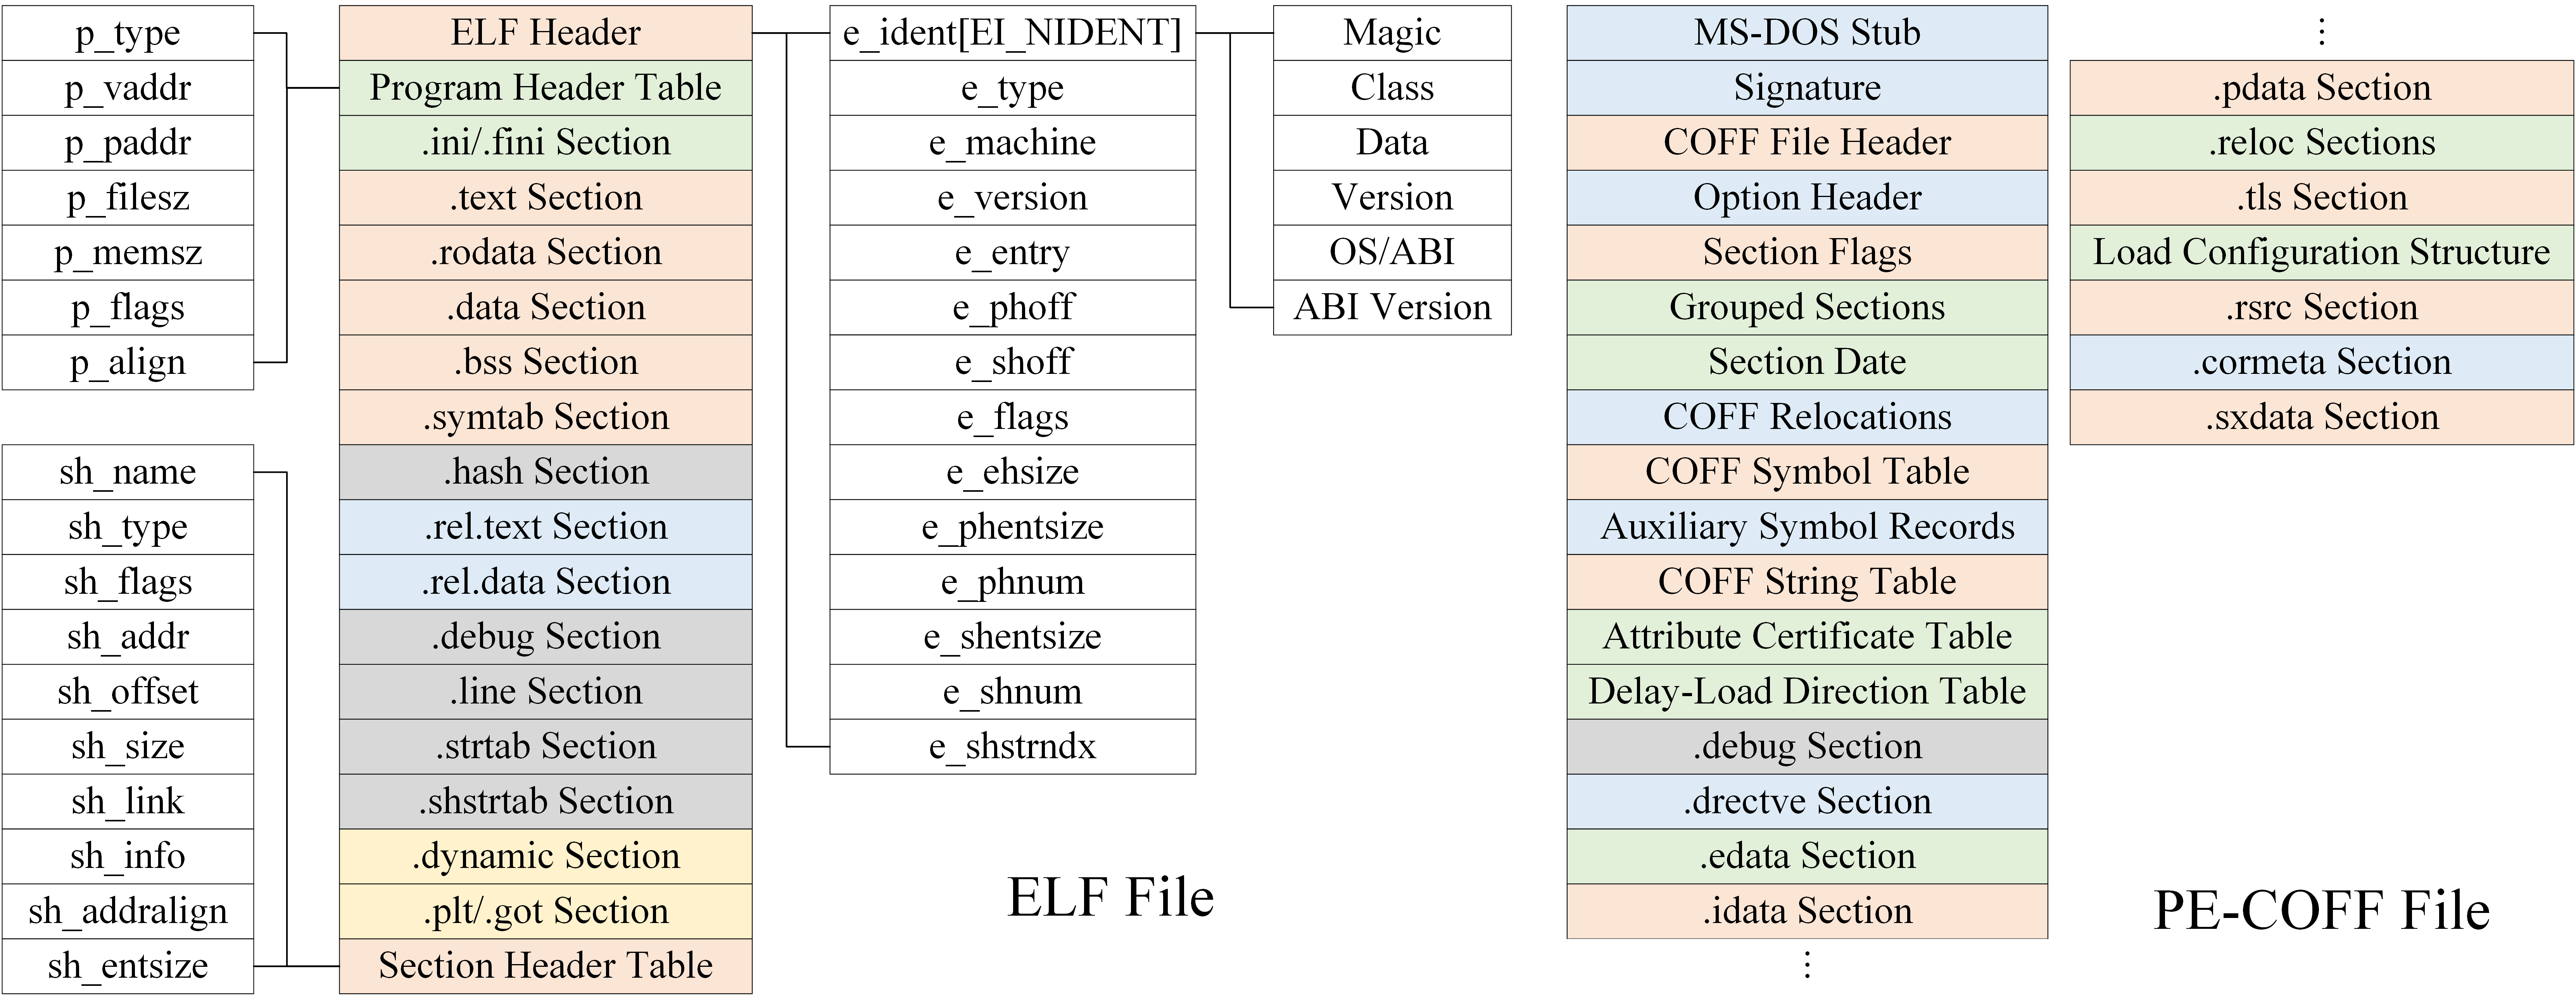 p_type
p_vaddr
p_paddr
p_filesz
p_memsz
p_flags
p_align
sh_name
sh_type
sh_flags
sh_addr
sh_offset
sh_size
sh_link
sh_info
sh_addralign
sh_entsize
ELF Header
Program Header Table
.ini/.fini Section
.text Section
.rodata Section
.data Section
.bss Section
.symtab Section
.hash Section
.rel.text Section
.rel.data Section
.debug Section
.line Section
.strtab Section
.shstrtab Section
.dynamic Section
.plt/.got Section
Section Header Table
e_ident[EI_NIDENT]
e_type
e_machine
e_version
e_entry
e_phoff
e_shoff
e_flags
e_ehsize
e_phentsize
e_phnum
e_shentsize
e_shnum
e_shstrndx
Magic
Class
Data
Version
OS/ABI
ABI Version
ELF File
MS-DOS Stub
Signature
COFF File Header
Option Header
Section Flags
Grouped Sections
Section Date
COFF Relocations
COFF Symbol Table
Auxiliary Symbol Records
COFF String Table
Attribute Certificate Table
Delay-Load Direction Table
.debug Section
.drectve Section
.edata Section
.idata Section
⋮
⋮
.pdata Section
.reloc Sections
.tls Section
Load Configuration Structure
.rsrc Section
.cormeta Section
.sxdata Section
PE-COFF File